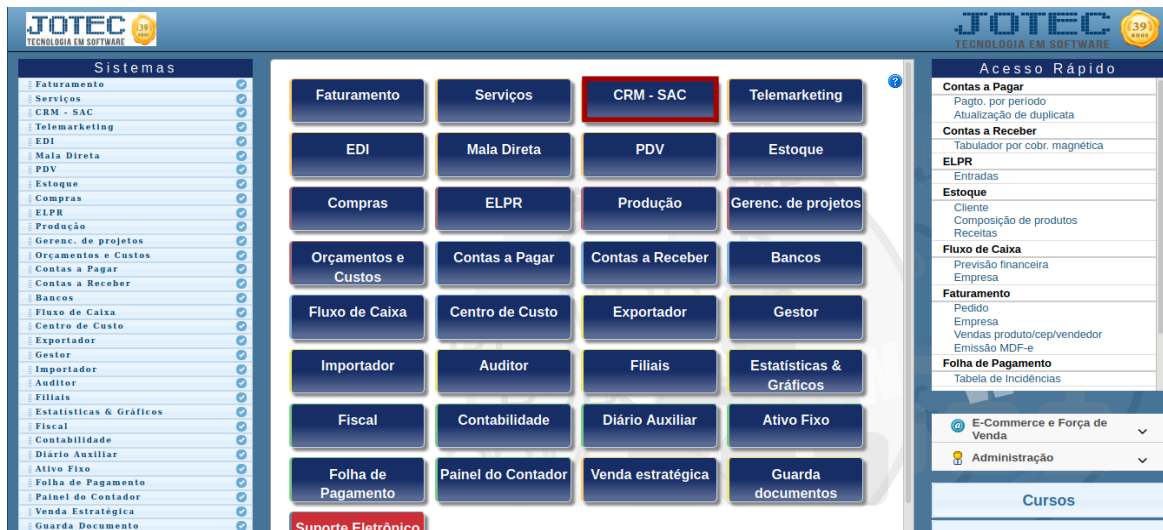 JOTEC
39
anos
TECNOLOGIA EM SOFTWARE
JOTEC
39
anos
TECNOLOGIA EM SOFTWARE
Sistemas
Faturamento
Serviços
CRM - SAC
Telemarketing
EDI
Mala Direta
PDV
Estoque
Compras
ELPR
Produção
Gerenc. de projetos
Orçamentos e Custos
Contas a Pagar
Contas a Receber
Bancos
Fluxo de Caixa
Centro de Custo
Exportador
Gestor
Importador
Auditor
Filiais
Estatísticas & Gráficos
Fiscal
Contabilidade
Diário Auxiliar
Ativo Fixo
Folha de Pagamento
Painel do Contador
Venda Estratégica
Guarda Documento
Faturamento
Serviços
CRM - SAC
Telemarketing
?
EDI
Mala Direta
PDV
Estoque
Compras
ELPR
Produção
Gerenc. de projetos
Orçamentos e
Custos
Contas a Pagar
Contas a Receber
Bancos
Fluxo de Caixa
Centro de Custo
Exportador
Gestor
Importador
Auditor
Filiais
Estatísticas &
Gráficos
Fiscal
Contabilidade
Diário Auxiliar
Ativo Fixo
Folha de
Pagamento
Painel do Contador
Venda estratégica
Guarda
documentos
Suporte Eletrônico
Acesso Rápido
Contas a Pagar
Pagto. por período
Atualização de duplicata
Contas a Receber
Tabulador por cobr. magnética
ELPR
Entradas
Estoque
Cliente
Composição de produtos
Receitas
Fluxo de Caixa
Previsão financeira
Empresa
Faturamento
Pedido
Empresa
Vendas produto/cep/vendedor
Emissão MDF-e
Folha de Pagamento
Tabela de Incidências
@ E-Commerce e Força de
Venda
Administração
Cursos